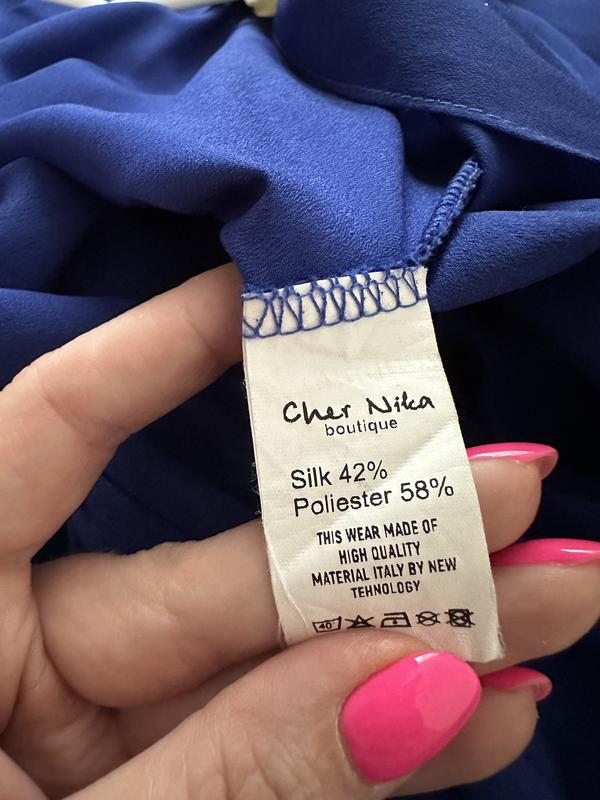 Cher Nika
boutique
Silk 42%
Poliester 58%
THIS WEAR MADE OF
HIGH QUALITY
MATERIAL ITALY BY NEW
TEHNOLOGY
40